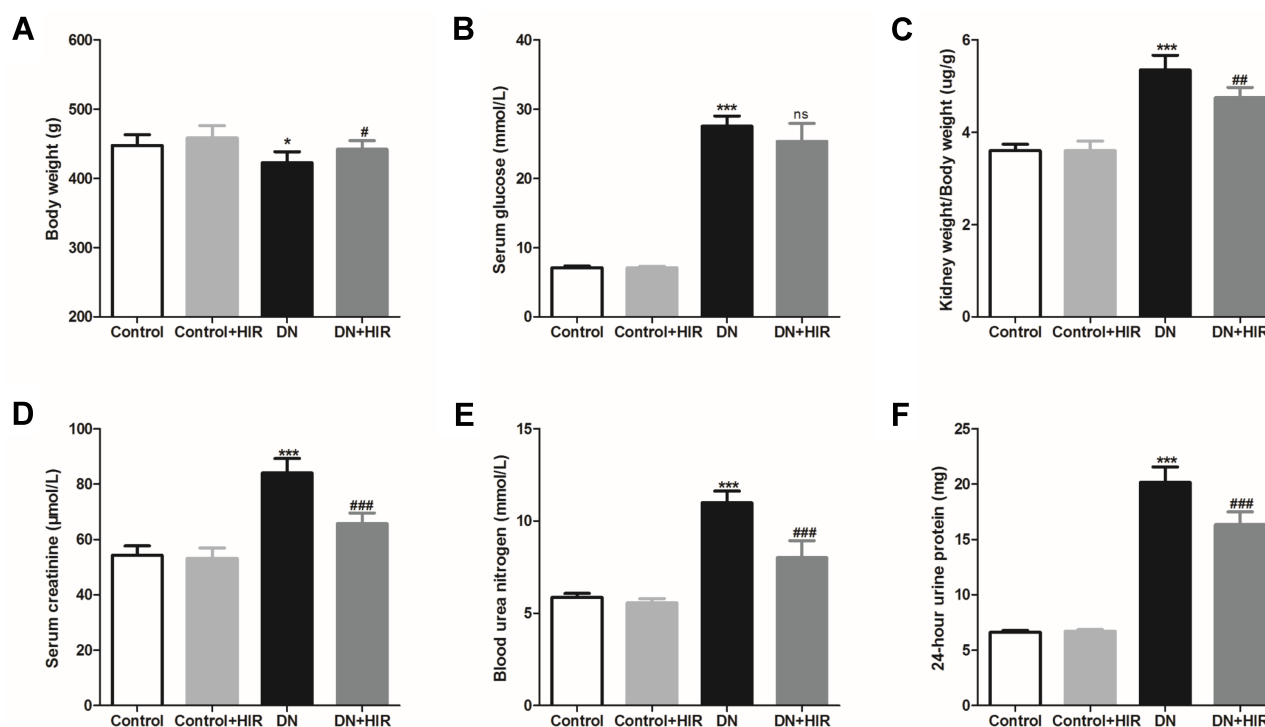 A
Body weight (g)
600
500
400
300
200
*
#
Control
Control+HIR
DN
DN+HIR
B
Serum glucose (mmol/L)
40
30
20
10
0
***
ns
Control
Control+HIR
DN
DN+HIR
C
Kidney weight/Body weight (ug/g)
6
4
2
0
***
##
Control
Control+HIR
DN
DN+HIR
D
Serum creatinine (μmol/L)
100
80
60
40
20
0
***
###
Control
Control+HIR
DN
DN+HIR
E
Blood urea nitrogen (mmol/L)
15
10
5
0
***
###
Control
Control+HIR
DN
DN+HIR
F
24-hour urine protein (mg)
25
20
15
10
5
0
***
###
Control
Control+HIR
DN
DN+HIR